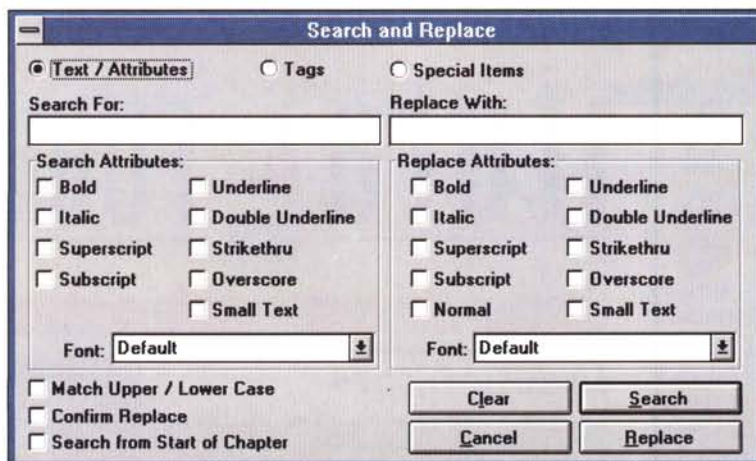 Search and Replace
Text / Attributes Tags Special Items
Search For: Replace With:
Search Attributes: Replace Attributes:
Bold Underline Bold Underline
Italic Double Underline Italic Double Underline
Superscript Strikethru Superscript Strikethru
Subscript Overscore Subscript Overscore
Small Text Normal Small Text
Font: Default Font: Default
Match Upper / Lower Case
Clear Search
Confirm Replace
Search from Start of Chapter
Cancel Replace